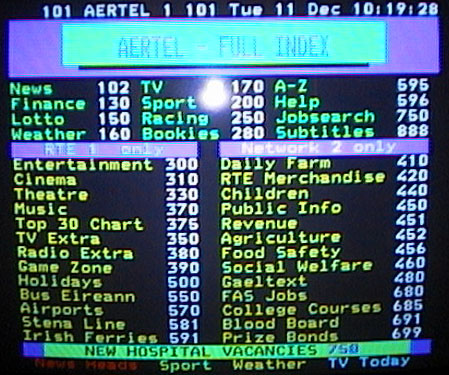 101 AERTEL 1 101 Tue 11 Dec 10:19:28
AERTEL - FULL INDEX
News 102 TV 170 A-Z 595
Finance 130 Sport 200 Help 596
Lotto 150 Racing 250 Jobsearch 750
Weather 160 Bookies 280 Subtitles 888
RTE 1 only Network 2 only
Entertainment 300 Daily Farm 410
Cinema 310 RTE Merchandise 420
Theatre 330 Children 440
Music 370 Public Info 450
Top 30 Chart 375 Revenue 451
TV Extra 350 Agriculture 452
Radio Extra 380 Food Safety 456
Game Zone 390 Social Welfare 460
Holidays 500 Gaeltext 480
Bus Eireann 550 FAS Jobs 680
Airports 570 College Courses 685
Stena Line 581 Blood Board 691
Irish Ferries 591 Prize Bonds 699
NEW HOSPITAL VACANCIES 758
News Heads Sport Weather TV Today